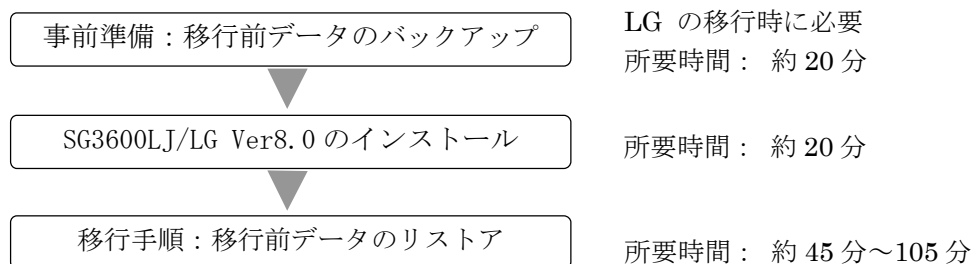 事前準備：移行前データのバックアップ
LG の移行時に必要
所要時間： 約 20 分
SG3600LJ/LG Ver8.0 のインストール
所要時間： 約 20 分
移行手順：移行前データのリストア
所要時間： 約 45 分～105 分